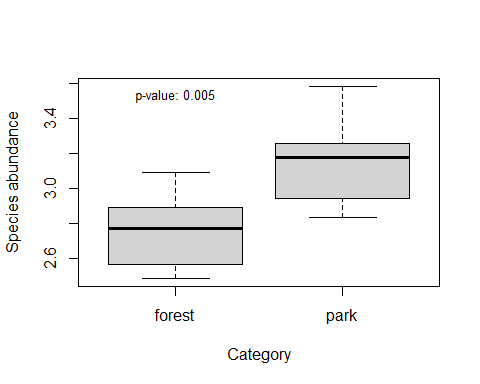 p-value: 0.005
Species abundance
3.4
3.0
2.6
forest park
Category